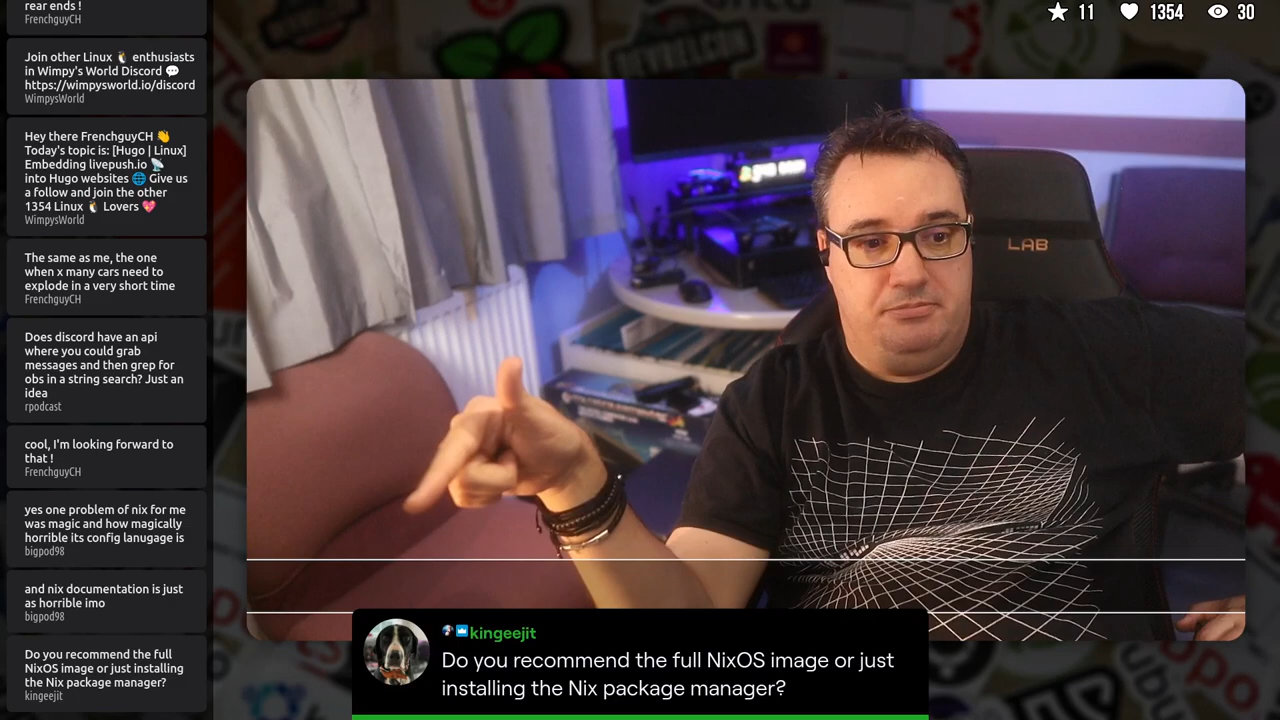 rear ends !
FrenchguyCH
Join other Linux 🐧 enthusiasts
in Wimpy's World Discord 💬
https://wimpysworld.io/discord
WimpysWorld
Hey there FrenchguyCH 👋
Today's topic is: [Hugo | Linux]
Embedding livepush.io 📡
into Hugo websites 🌐 Give us
a follow and join the other
1354 Linux 🐧 Lovers 💖
WimpysWorld
The same as me, the one
when x many cars need to
explode in a very short time
FrenchguyCH
Does discord have an api
where you could grab
messages and then grep for
obs in a string search? Just an
idea
rpodcast
cool, I'm looking forward to
that !
FrenchguyCH
yes one problem of nix for me
was magic and how magically
horrible its config lanugage is
bigpod98
and nix documentation is just
as horrible imo
bigpod98
Do you recommend the full
NixOS image or just installing
the Nix package manager?
kingeejit
11 1354 30
DEVRELCON
LAB
kingeejit
Do you recommend the full NixOS image or just
installing the Nix package manager?